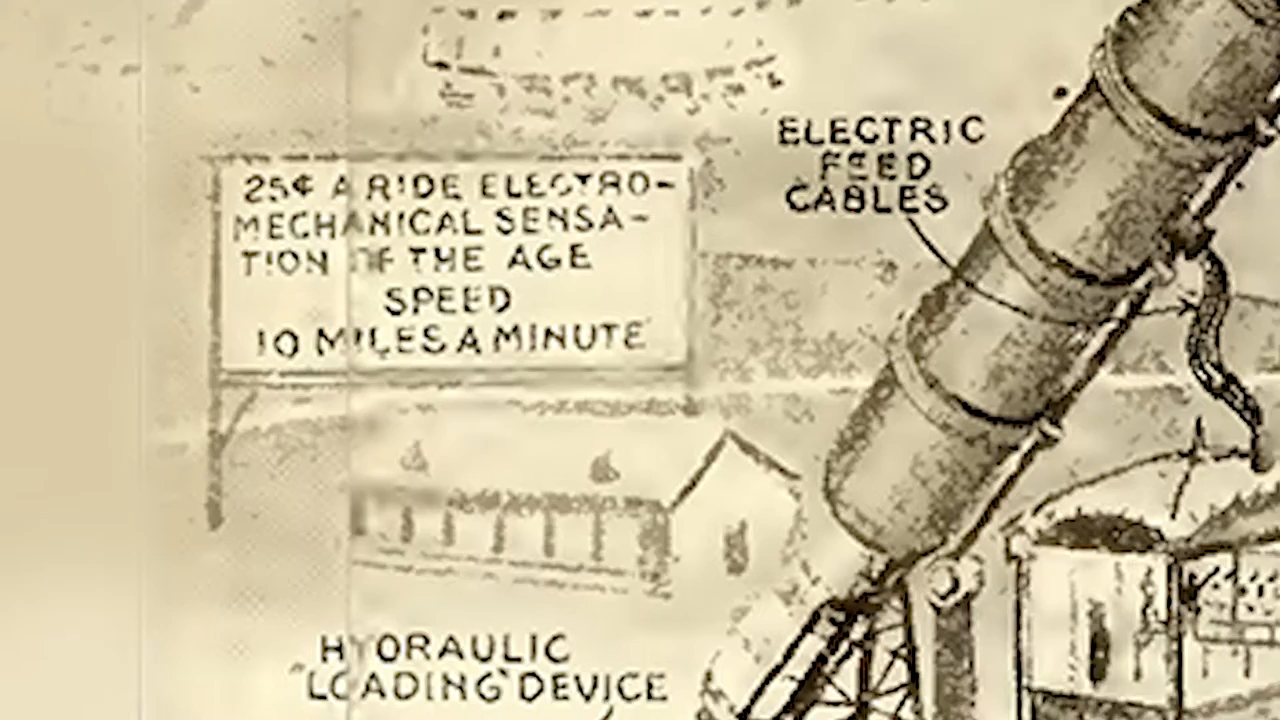 ELECTRIC
FEED
CABLES
25¢ A RIDE ELECTRO-
MECHANICAL SENSA-
TION OF THE AGE
SPEED
10 MILES A MINUTE
HYDRAULIC
"LOADING" DEVICE